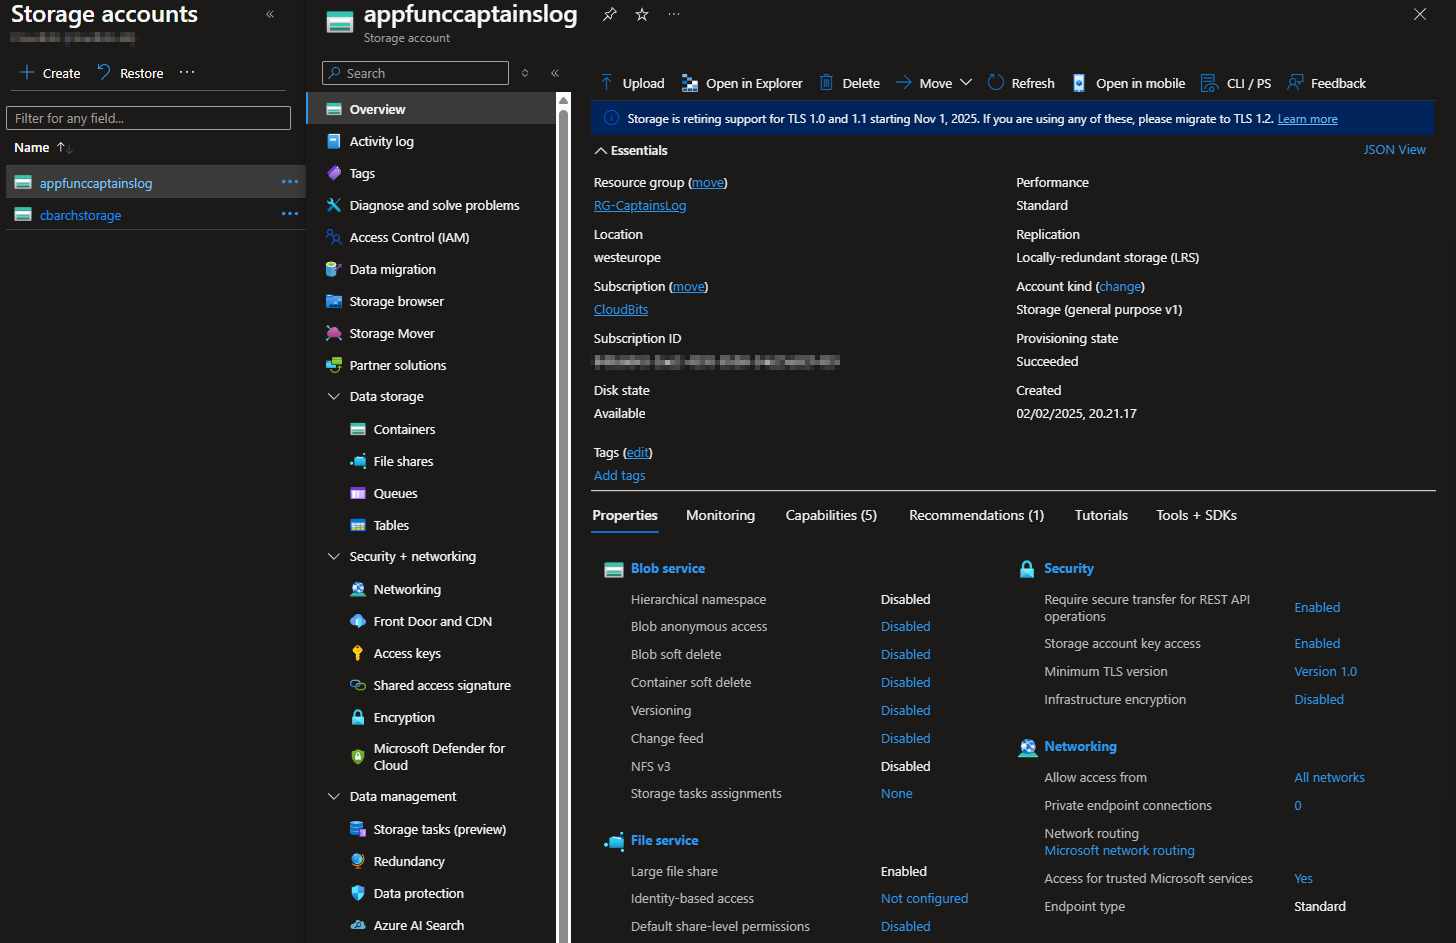 Storage accounts
Create
Restore
Filter for any field...
Name
appfunccaptainslog
cbarchstorage
appfunccaptainslog
Storage account
Search
Overview
Activity log
Tags
Diagnose and solve problems
Access Control (IAM)
Data migration
Storage browser
Storage Mover
Partner solutions
Data storage
Containers
File shares
Queues
Tables
Security + networking
Networking
Front Door and CDN
Access keys
Shared access signature
Encryption
Microsoft Defender for
Cloud
Data management
Storage tasks (preview)
Redundancy
Data protection
Azure AI Search
Upload
Open in Explorer
Delete
Move
Refresh
Open in mobile
CLI / PS
Feedback
Storage is retiring support for TLS 1.0 and 1.1 starting Nov 1, 2025. If you are using any of these, please migrate to TLS 1.2. Learn more
Essentials
JSON View
Resource group (move)
RG-CaptainsLog
Location
westeurope
Subscription (move)
CloudBits
Subscription ID
Disk state
Available
Performance
Standard
Replication
Locally-redundant storage (LRS)
Account kind (change)
Storage (general purpose v1)
Provisioning state
Succeeded
Created
02/02/2025, 20.21.17
Tags (edit)
Add tags
Properties
Monitoring
Capabilities (5)
Recommendations (1)
Tutorials
Tools + SDKs
Blob service
Hierarchical namespace Disabled
Blob anonymous access Disabled
Blob soft delete Disabled
Container soft delete Disabled
Versioning Disabled
Change feed Disabled
NFS v3 Disabled
Storage tasks assignments None
File service
Large file share Enabled
Identity-based access Not configured
Default share-level permissions Disabled
Security
Require secure transfer for REST API
operations Enabled
Storage account key access Enabled
Minimum TLS version Version 1.0
Infrastructure encryption Disabled
Networking
Allow access from All networks
Private endpoint connections 0
Network routing
Microsoft network routing
Access for trusted Microsoft services Yes
Endpoint type Standard